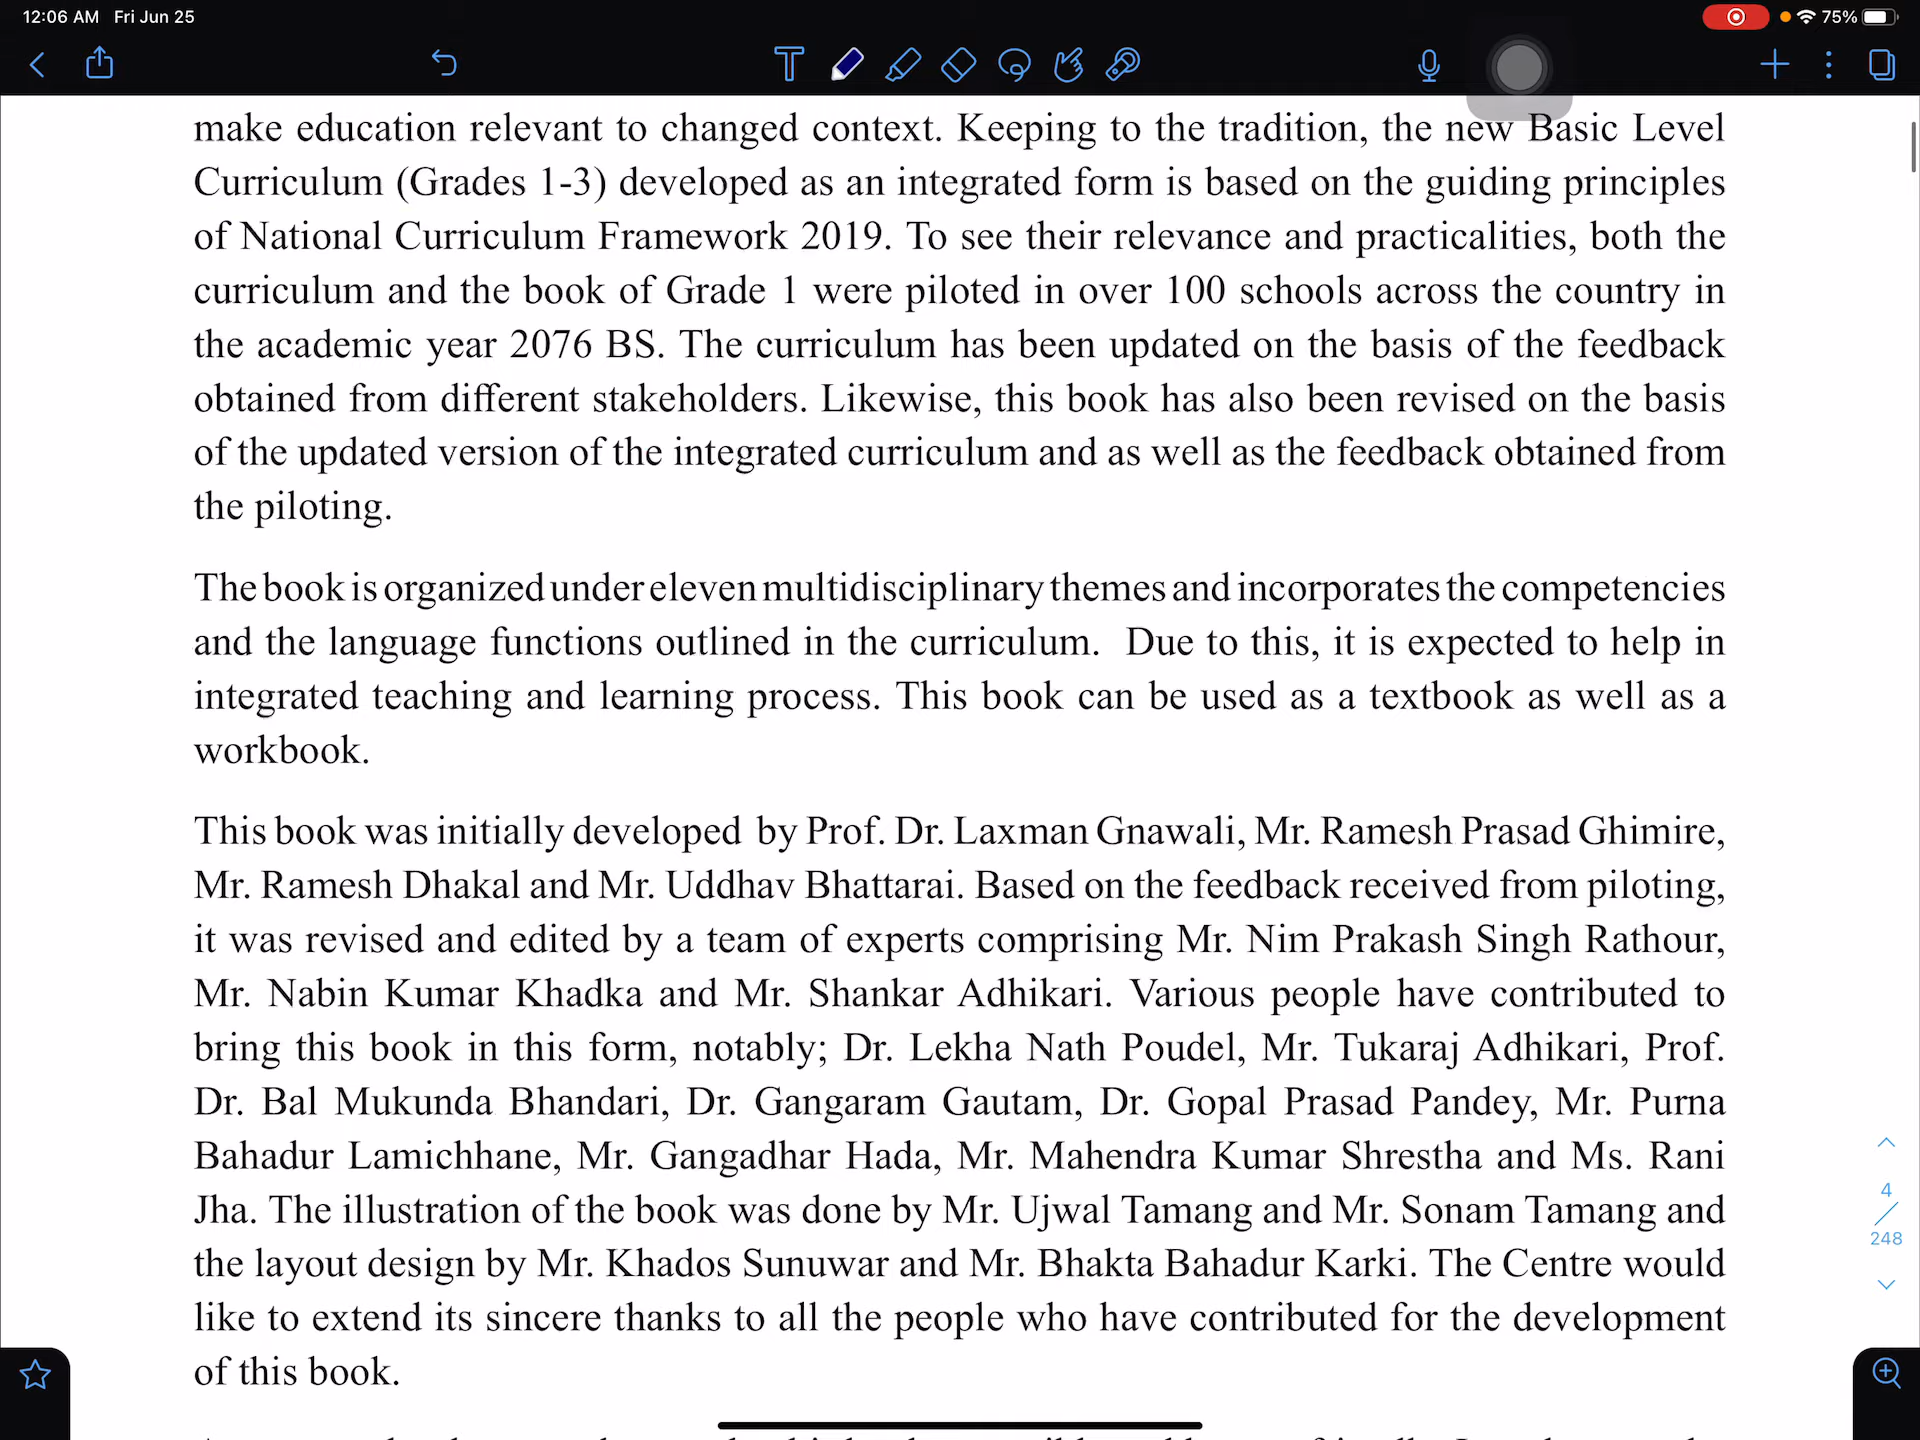 12:06 AM Fri Jun 25
75%
make education relevant to changed context. Keeping to the tradition, the new Basic Level
Curriculum (Grades 1-3) developed as an integrated form is based on the guiding principles
of National Curriculum Framework 2019. To see their relevance and practicalities, both the
curriculum and the book of Grade 1 were piloted in over 100 schools across the country in
the academic year 2076 BS. The curriculum has been updated on the basis of the feedback
obtained from different stakeholders. Likewise, this book has also been revised on the basis
of the updated version of the integrated curriculum and as well as the feedback obtained from
the piloting.
The book is organized under eleven multidisciplinary themes and incorporates the competencies
and the language functions outlined in the curriculum. Due to this, it is expected to help in
integrated teaching and learning process. This book can be used as a textbook as well as a
workbook.
This book was initially developed by Prof. Dr. Laxman Gnawali, Mr. Ramesh Prasad Ghimire,
Mr. Ramesh Dhakal and Mr. Uddhav Bhattarai. Based on the feedback received from piloting,
it was revised and edited by a team of experts comprising Mr. Nim Prakash Singh Rathour,
Mr. Nabin Kumar Khadka and Mr. Shankar Adhikari. Various people have contributed to
bring this book in this form, notably; Dr. Lekha Nath Poudel, Mr. Tukaraj Adhikari, Prof.
Dr. Bal Mukunda Bhandari, Dr. Gangaram Gautam, Dr. Gopal Prasad Pandey, Mr. Purna
Bahadur Lamichhane, Mr. Gangadhar Hada, Mr. Mahendra Kumar Shrestha and Ms. Rani
Jha. The illustration of the book was done by Mr. Ujwal Tamang and Mr. Sonam Tamang and
the layout design by Mr. Khados Sunuwar and Mr. Bhakta Bahadur Karki. The Centre would
like to extend its sincere thanks to all the people who have contributed for the development
of this book.
4
/
248